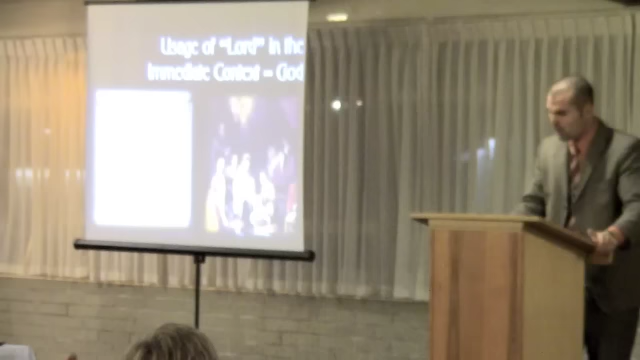 Usage of "Lord" in the
Immediate Context – God